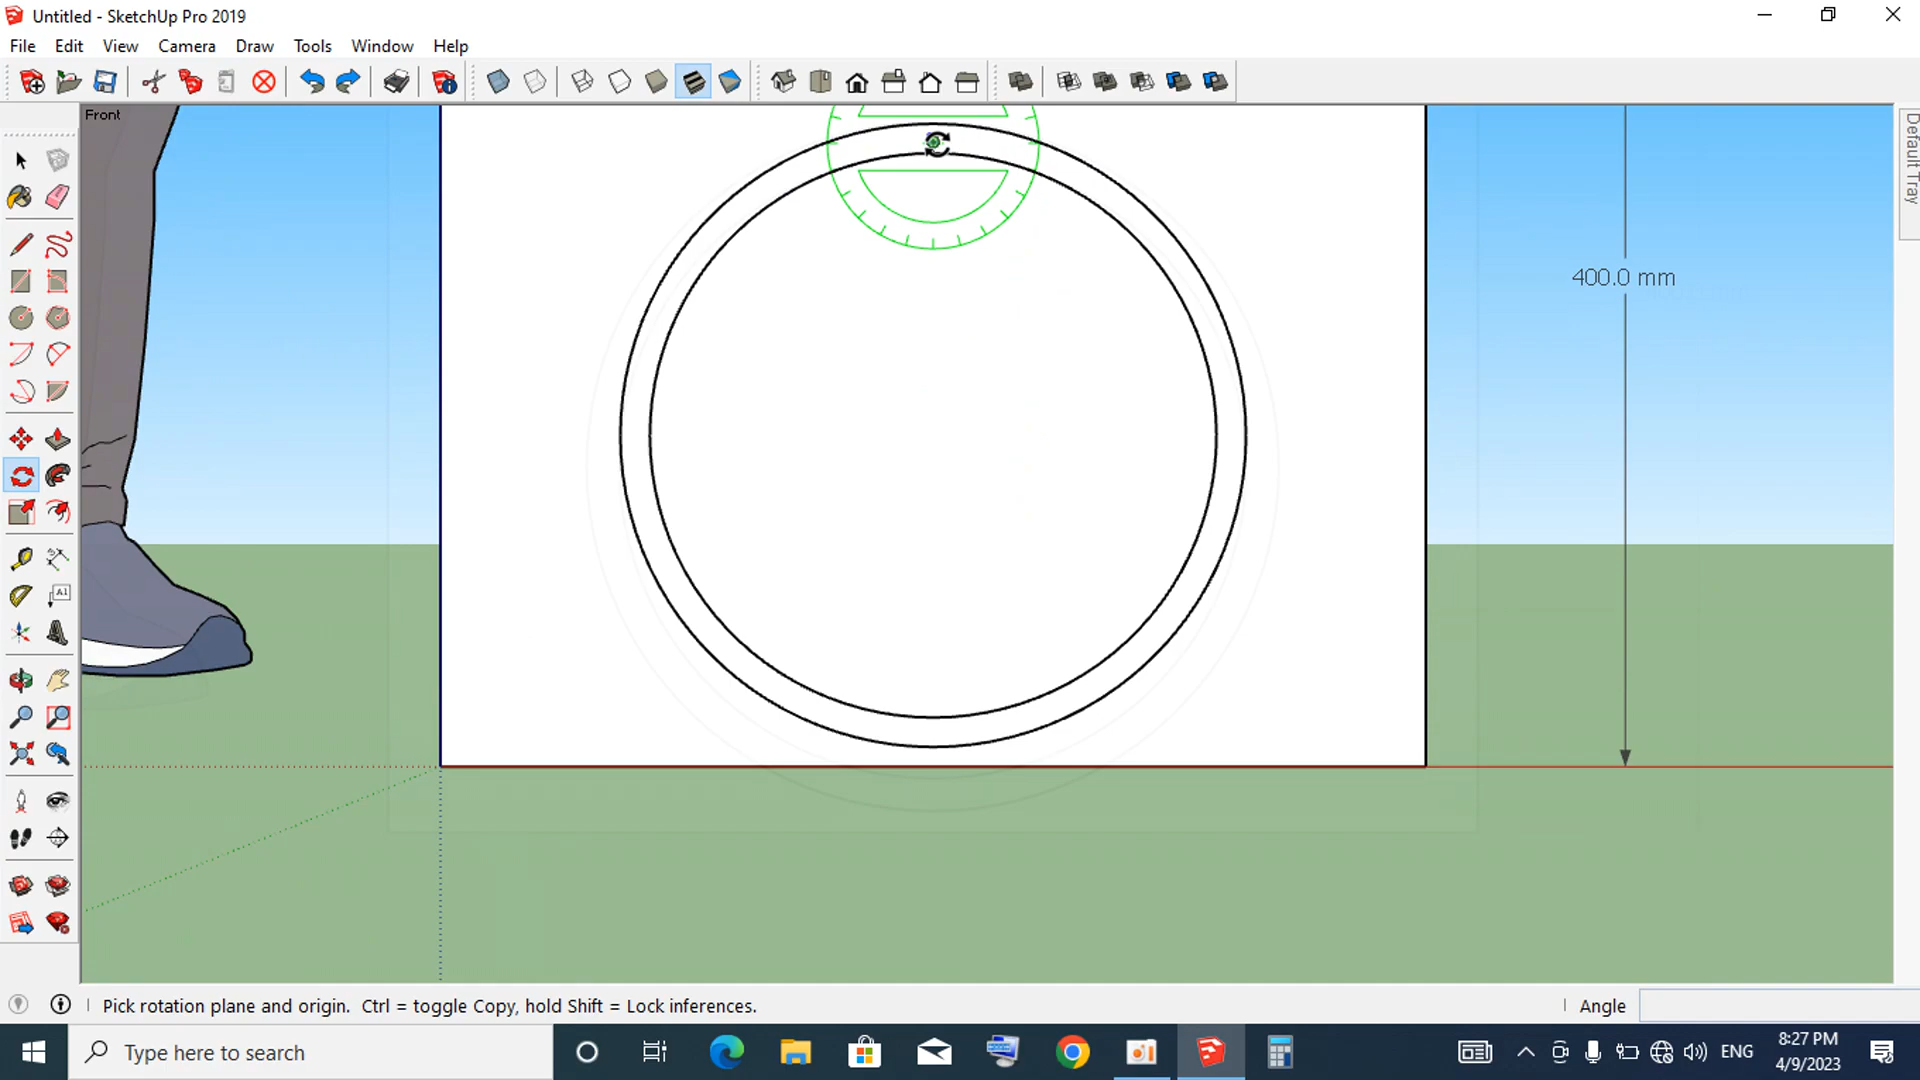 Untitled - SketchUp Pro 2019
File Edit View Camera Draw Tools Window Help
Front
Default Tray
400.0 mm
A1
Pick rotation plane and origin. Ctrl = toggle Copy, hold Shift = Lock inferences.
Angle
Type here to search
ENG
8:27 PM
4/9/2023